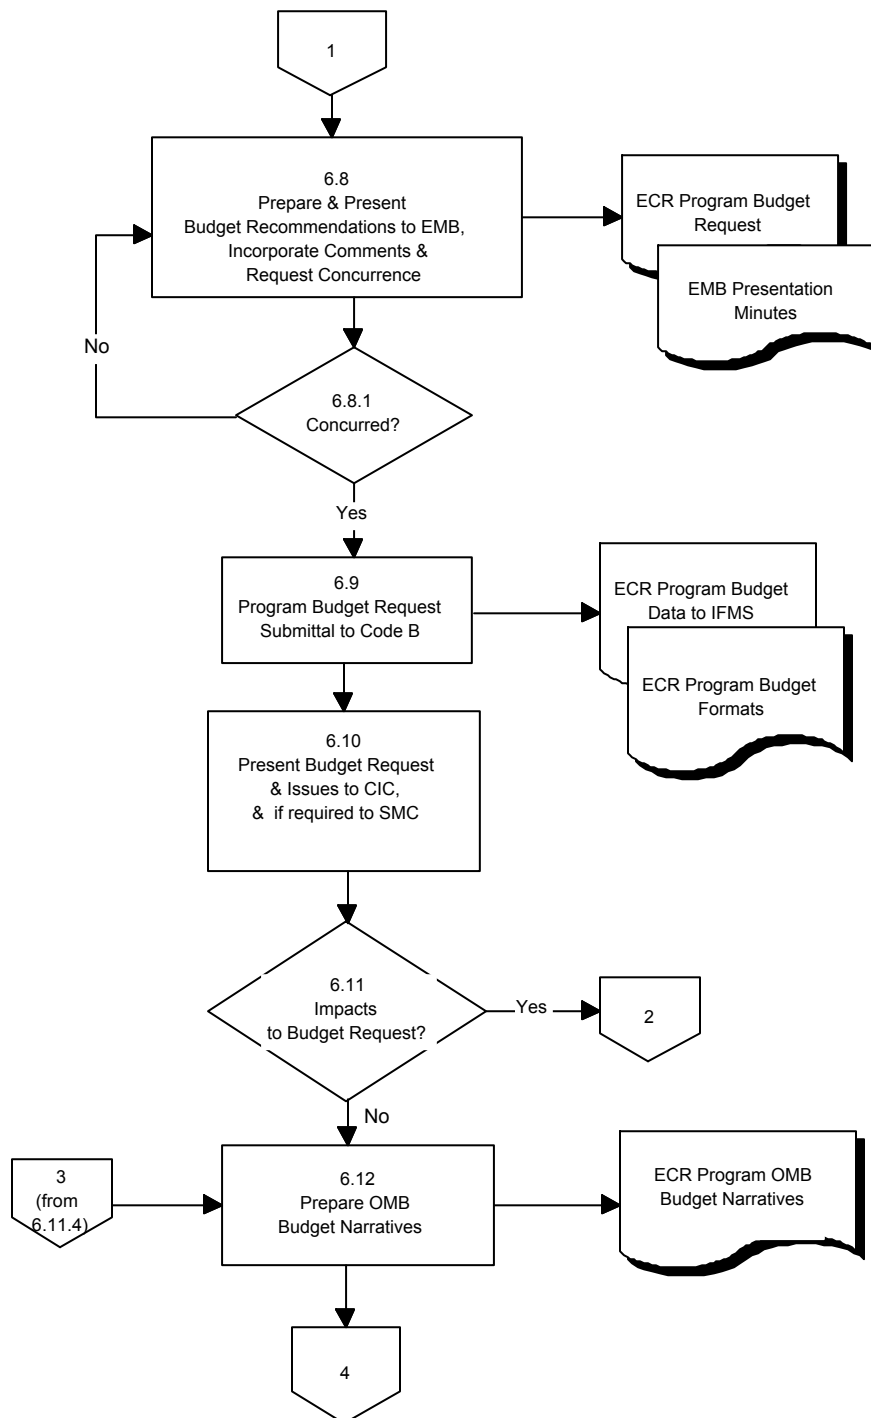 1
6.8
Prepare & Present
Budget Recommendations to EMB,
Incorporate Comments &
Request Concurrence
ECR Program Budget
Request
EMB Presentation
Minutes
No
6.8.1
Concurred?
Yes
6.9
Program Budget Request
Submittal to Code B
ECR Program Budget
Data to IFMS
ECR Program Budget
Formats
6.10
Present Budget Request
& Issues to CIC,
& if required to SMC
6.11
Impacts
to Budget Request?
Yes
2
No
3
(from
6.11.4)
6.12
Prepare OMB
Budget Narratives
ECR Program OMB
Budget Narratives
4